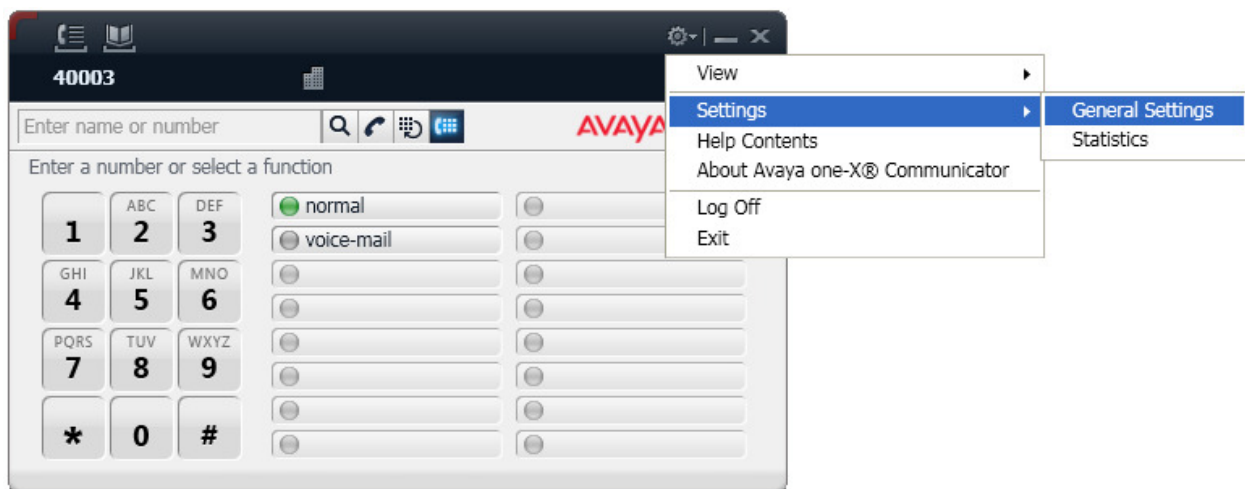 40003
Enter name or number
AVAYA
Enter a number or select a function
1
ABC 2
DEF 3
GHI 4
JKL 5
MNO 6
PQRS 7
TUV 8
WXYZ 9
*
0
#
normal
voice-mail
View
Settings
Help Contents
About Avaya one-X® Communicator
Log Off
Exit
General Settings
Statistics